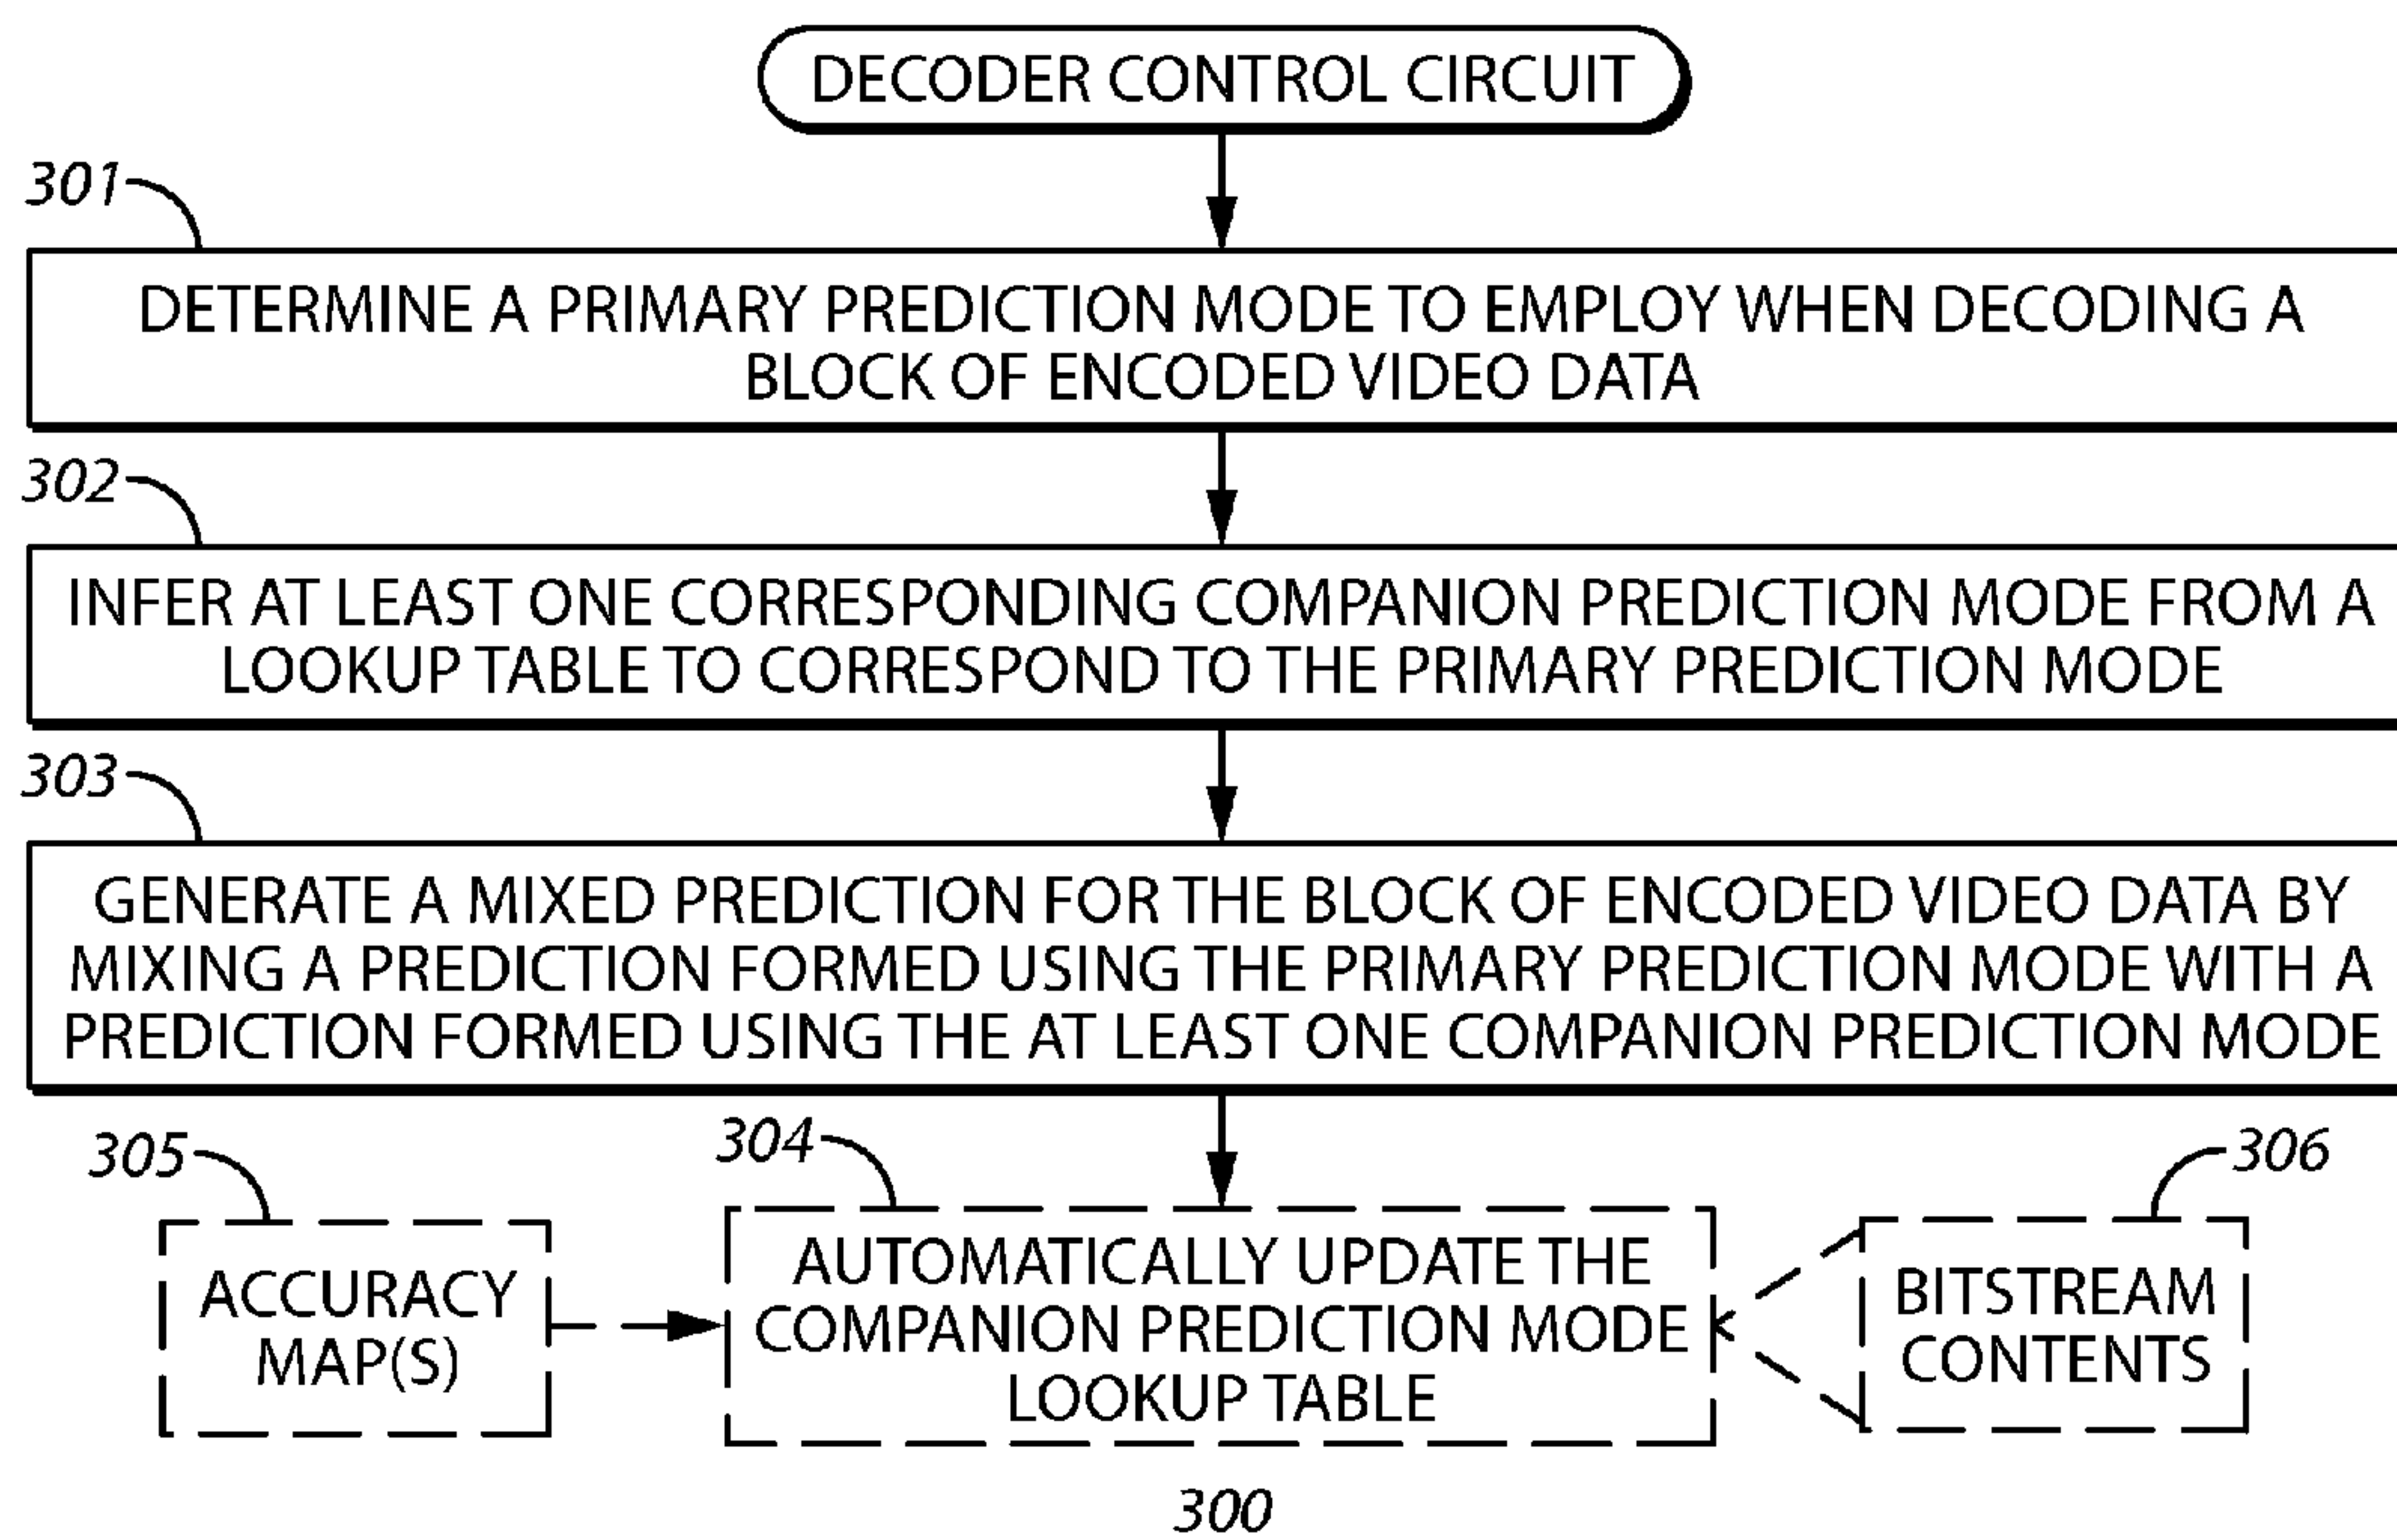 DECODER CONTROL CIRCUIT
301
DETERMINE A PRIMARY PREDICTION MODE TO EMPLOY WHEN DECODING A
BLOCK OF ENCODED VIDEO DATA
302
INFER AT LEAST ONE CORRESPONDING COMPANION PREDICTION MODE FROM A
LOOKUP TABLE TO CORRESPOND TO THE PRIMARY PREDICTION MODE
303
GENERATE A MIXED PREDICTION FOR THE BLOCK OF ENCODED VIDEO DATA BY
MIXING A PREDICTION FORMED USING THE PRIMARY PREDICTION MODE WITH A
PREDICTION FORMED USING THE AT LEAST ONE COMPANION PREDICTION MODE
305
ACCURACY
MAP(S)
304
AUTOMATICALLY UPDATE THE
COMPANION PREDICTION MODE
LOOKUP TABLE
306
BITSTREAM
CONTENTS
300